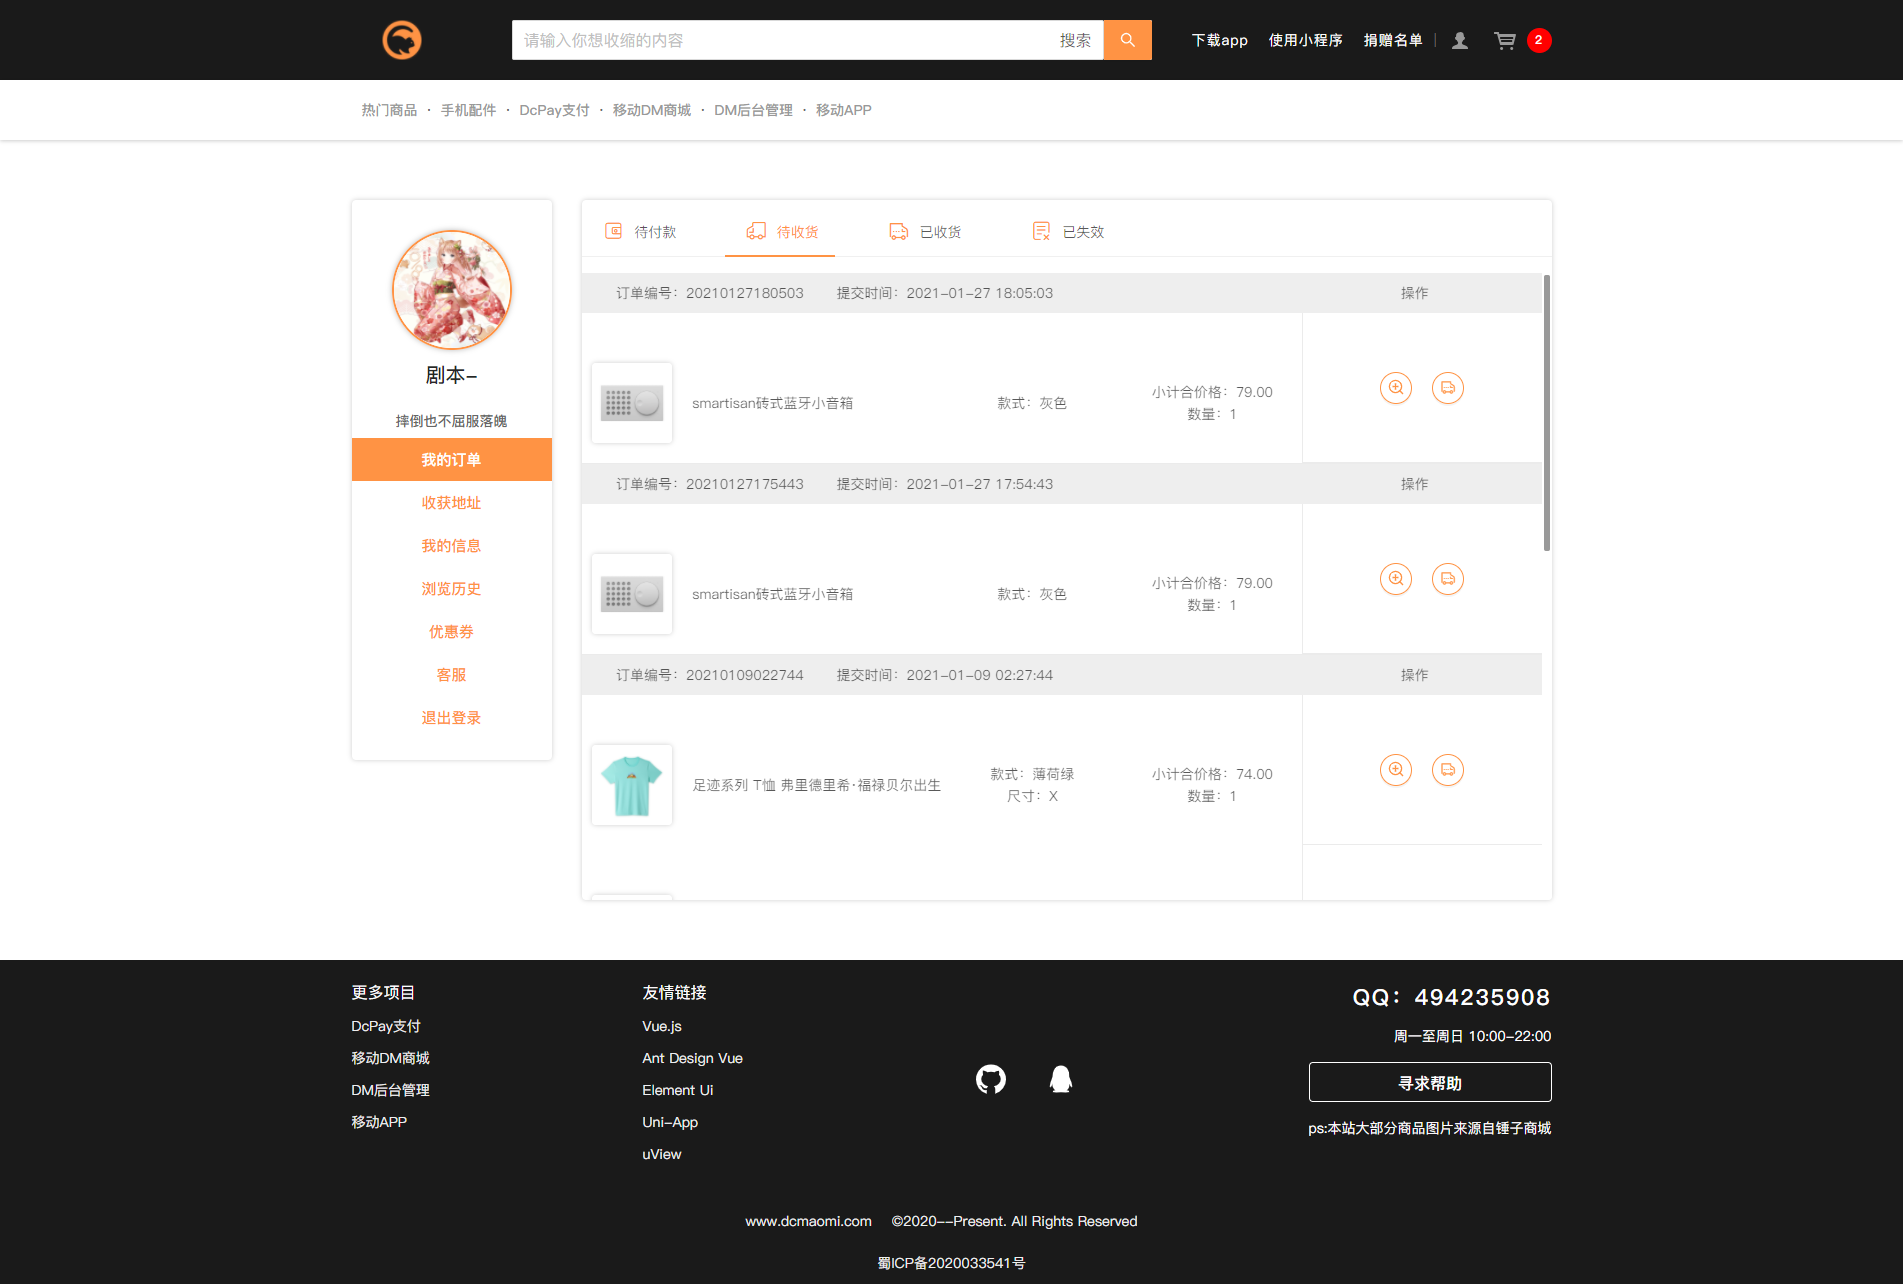 请输入你想收缩的内容 搜索 下载app 使用小程序 捐赠名单 2
热门商品 · 手机配件 · DcPay支付 · 移动DM商城 · DM后台管理 · 移动APP
剧本-
摔倒也不屈服落魄
我的订单
收获地址
我的信息
浏览历史
优惠券
客服
退出登录
待付款 待收货 已收货 已失效
订单编号：20210127180503 提交时间：2021-01-27 18:05:03 操作
smartisan砖式蓝牙小音箱 款式：灰色 小计合价格：79.00
数量：1
订单编号：20210127175443 提交时间：2021-01-27 17:54:43 操作
smartisan砖式蓝牙小音箱 款式：灰色 小计合价格：79.00
数量：1
订单编号：20210109022744 提交时间：2021-01-09 02:27:44 操作
足迹系列 T恤 弗里德里希·福禄贝尔出生 款式：薄荷绿 小计合价格：74.00
尺寸：X 数量：1
更多项目
DcPay支付
移动DM商城
DM后台管理
移动APP
友情链接
Vue.js
Ant Design Vue
Element Ui
Uni-App
uView
QQ：494235908
周一至周日 10:00-22:00
寻求帮助
ps:本站大部分商品图片来源自锤子商城
www.dcmaomi.com ©2020--Present. All Rights Reserved
蜀ICP备2020033541号